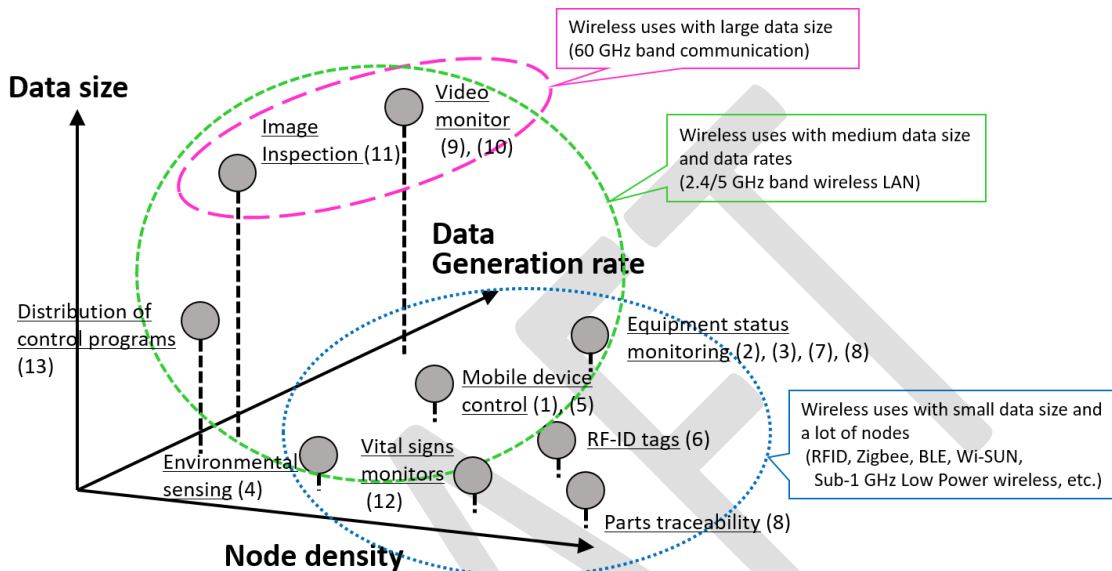 Wireless uses with large data size
(60 GHz band communication)
Data size
Video
monitor
(9), (10)
Image
Inspection (11)
Wireless uses with medium data size
and data rates
(2.4/5 GHz band wireless LAN)
Data
Generation rate
Distribution of
control programs
(13)
Equipment status
monitoring (2), (3), (7), (8)
Mobile device
control (1), (5)
Wireless uses with small data size and
a lot of nodes
(RFID, Zigbee, BLE, Wi-SUN,
Sub-1 GHz Low Power wireless, etc.)
RF-ID tags (6)
Vital signs
monitors
(12)
Environmental
sensing (4)
Parts traceability (8)
Node density